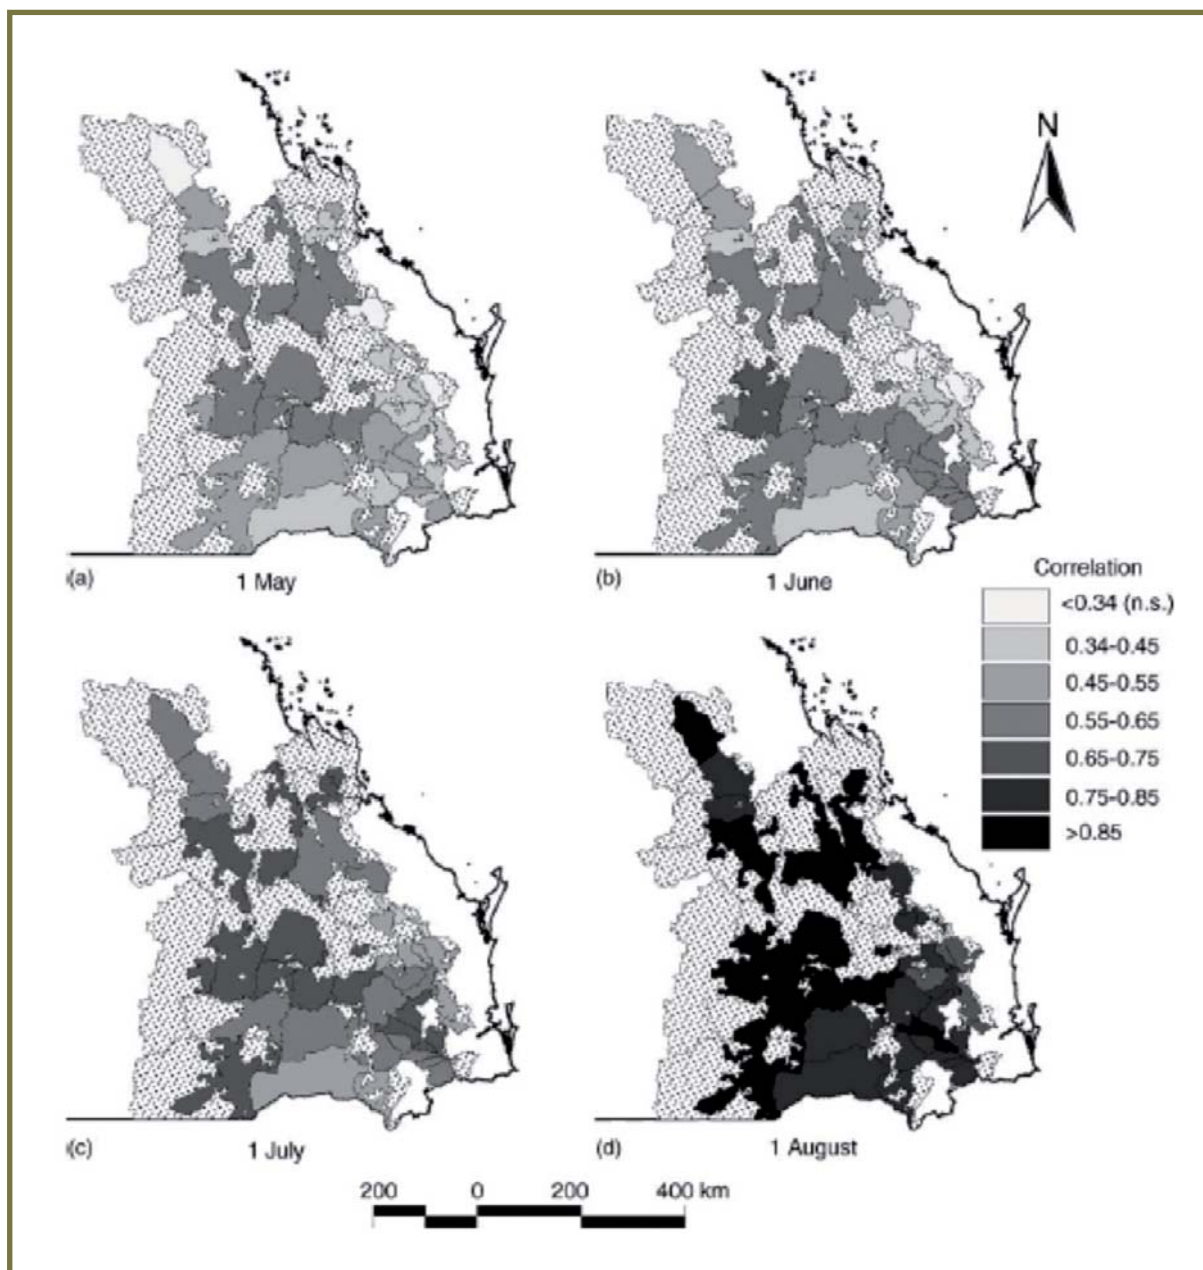 N
(a)
1 May
(b)
1 June
Correlation
<0.34 (n.s.)
0.34-0.45
0.45-0.55
0.55-0.65
0.65-0.75
0.75-0.85
>0.85
(c)
1 July
(d)
1 August
200 0 200 400 km